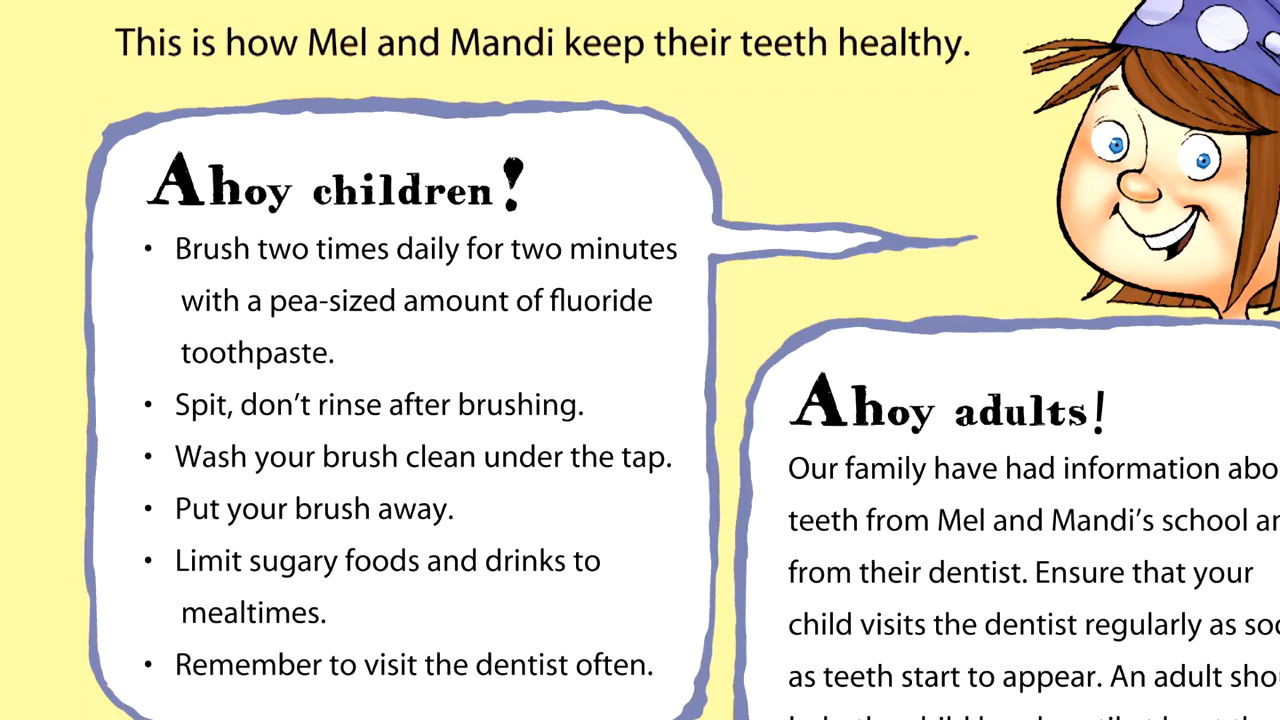 This is how Mel and Mandi keep their teeth healthy.
Ahoy children!
• Brush two times daily for two minutes
with a pea-sized amount of fluoride
toothpaste.
• Spit, don’t rinse after brushing.
• Wash your brush clean under the tap.
• Put your brush away.
• Limit sugary foods and drinks to
mealtimes.
• Remember to visit the dentist often.
Ahoy adults!
Our family have had information
teeth from Mel and Mandi’s school
from their dentist. Ensure that your
child visits the dentist regularly as
as teeth start to appear. An adult